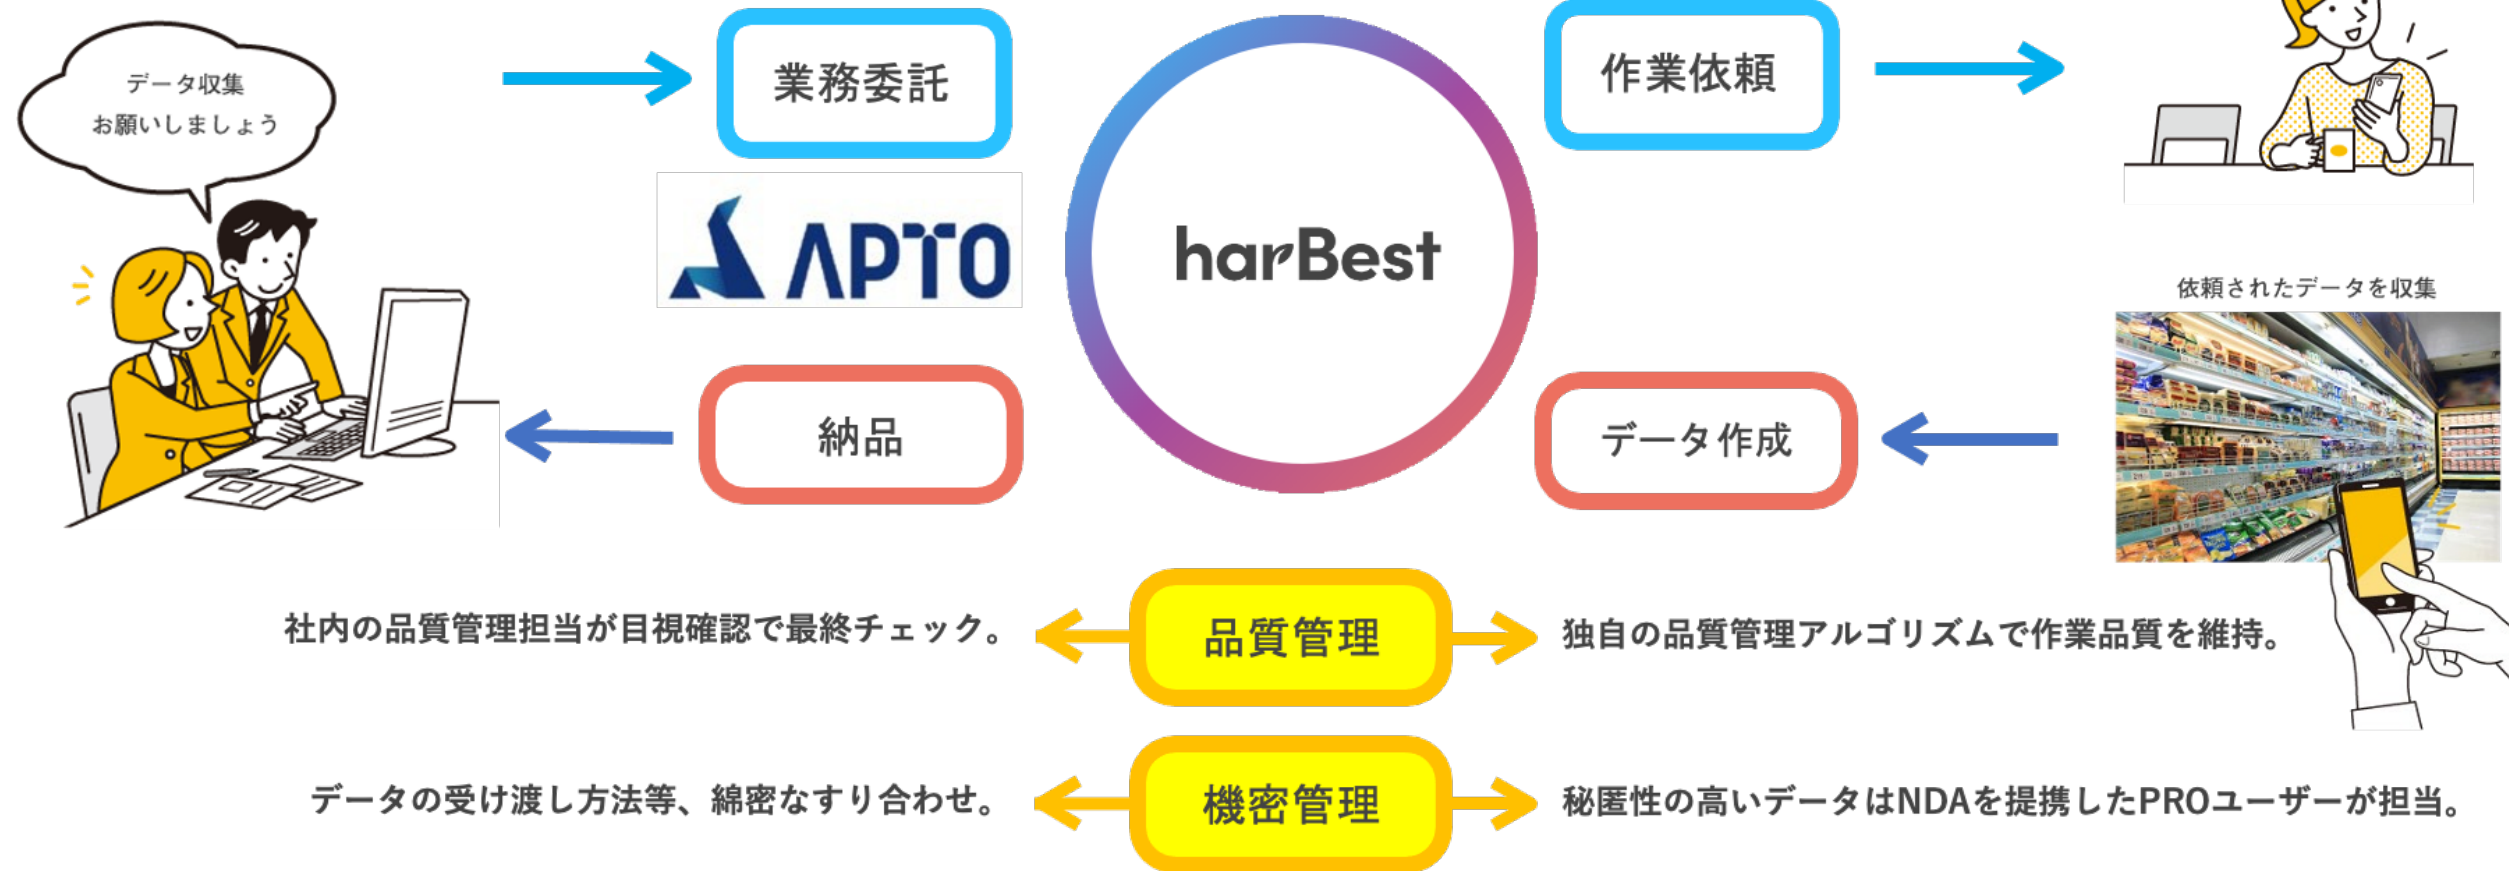 データ収集
お願いしましょう
業務委託
作業依頼
APTO
harBest
依頼されたデータを収集
納品
データ作成
社内の品質管理担当が目視確認で最終チェック。
品質管理
独自の品質管理アルゴリズムで作業品質を維持。
データの受け渡し方法等、綿密なすり合わせ。
機密管理
秘匿性の高いデータはNDAを提携したPROユーザーが担当。